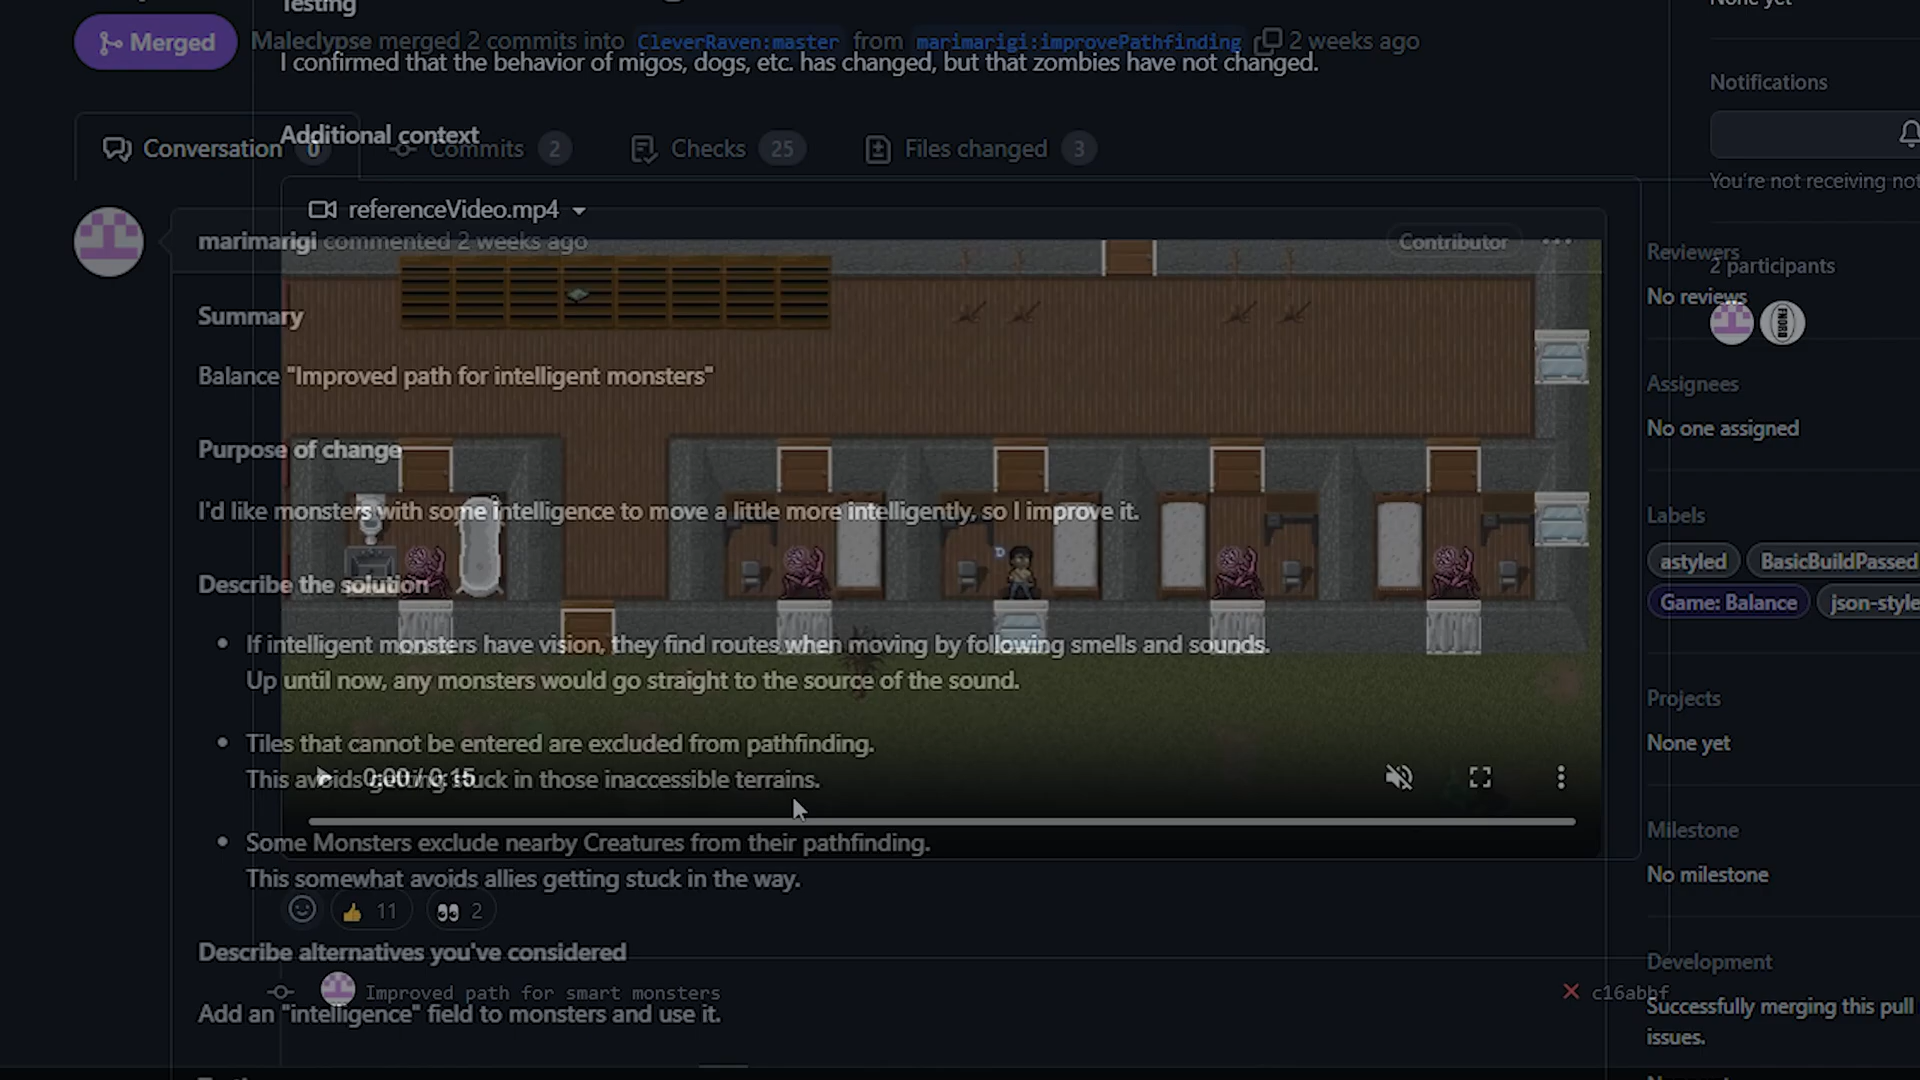 Testing
None yet
Merged
Maleclypse merged 2 commits into CleverRaven:master from marimarigi:improvePathfinding 2 weeks ago
I confirmed that the behavior of migos, dogs, etc. has changed, but that zombies have not changed.
Notifications
Additional context
Conversation 0
Commits 2
Checks 25
Files changed 3
You're not receiving not
referenceVideo.mp4
marimarigi commented 2 weeks ago
Contributor
Reviewers
2 participants
No reviews
Summary
Balance "Improved path for intelligent monsters"
Assignees
No one assigned
Purpose of change
I'd like monsters with some intelligence to move a little more intelligently, so I improve it.
Labels
astyled
BasicBuildPassed
Game: Balance
json-style
Describe the solution
If intelligent monsters have vision, they find routes when moving by following smells and sounds.
Up until now, any monsters would go straight to the source of the sound.
Projects
None yet
Tiles that cannot be entered are excluded from pathfinding.
This avoids getting stuck in those inaccessible terrains.
0:00 / 0:15
Milestone
No milestone
Some Monsters exclude nearby Creatures from their pathfinding.
This somewhat avoids allies getting stuck in the way.
11
2
Describe alternatives you've considered
Development
Improved path for smart monsters
c16abbf
Add an "intelligence" field to monsters and use it.
Successfully merging this pull
issues.